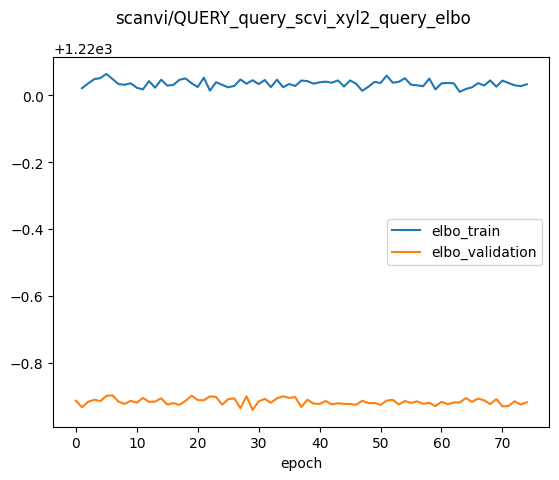 scanvi/QUERY_query_scvi_xyl2_query_elbo
+1.22e3
0.0
−0.2
−0.4
−0.6
−0.8
elbo_train
elbo_validation
0 10 20 30 40 50 60 70
epoch